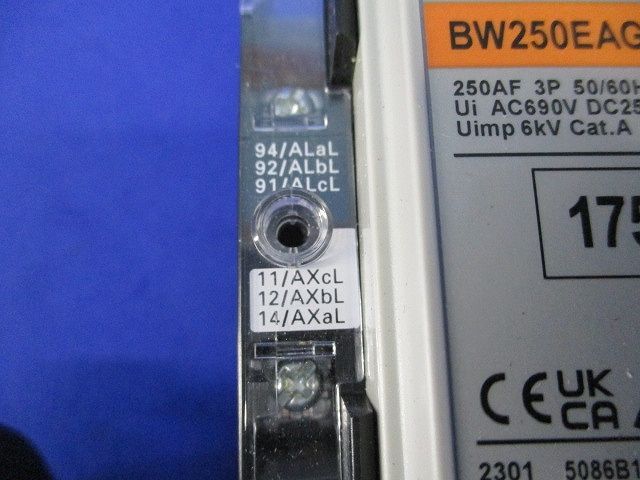 BW250EAG
250AF 3P 50/60H
Ui AC690V DC25
Uimp 6kV Cat.A
94/ALaL
92/ALbL
91/ALcL
175
11/AXcL
12/AXbL
14/AXaL
CE UK
CA
2301 5086B1